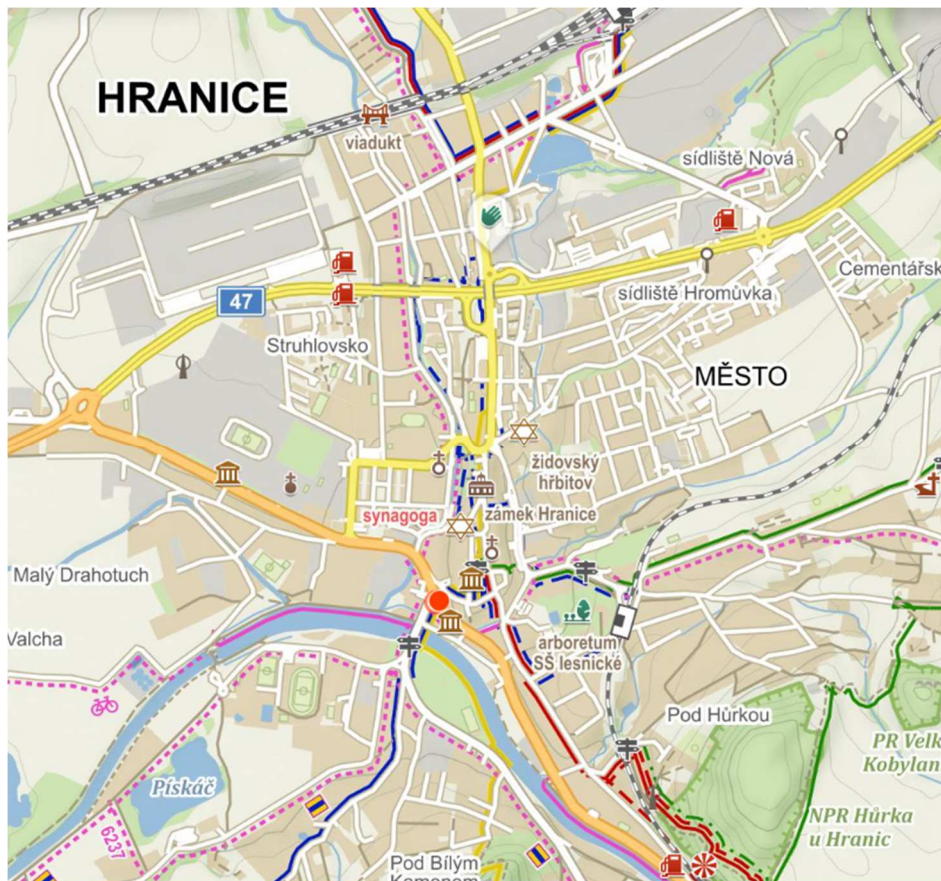 HRANICE
viadukt
sídliště Nová
47
sídliště Hromůvka
Cementářsk
Struhlovsko
MĚSTO
židovský
hřbitov
synagoga
zámek Hranice
Malý Drahotuch
Valcha
arboretum
SŠ lesnické
Pod Hůrkou
PR Velk
Kobylan
Pískáč
6237
NPR Hůrka
u Hranic
Pod Bílým
Kamenem